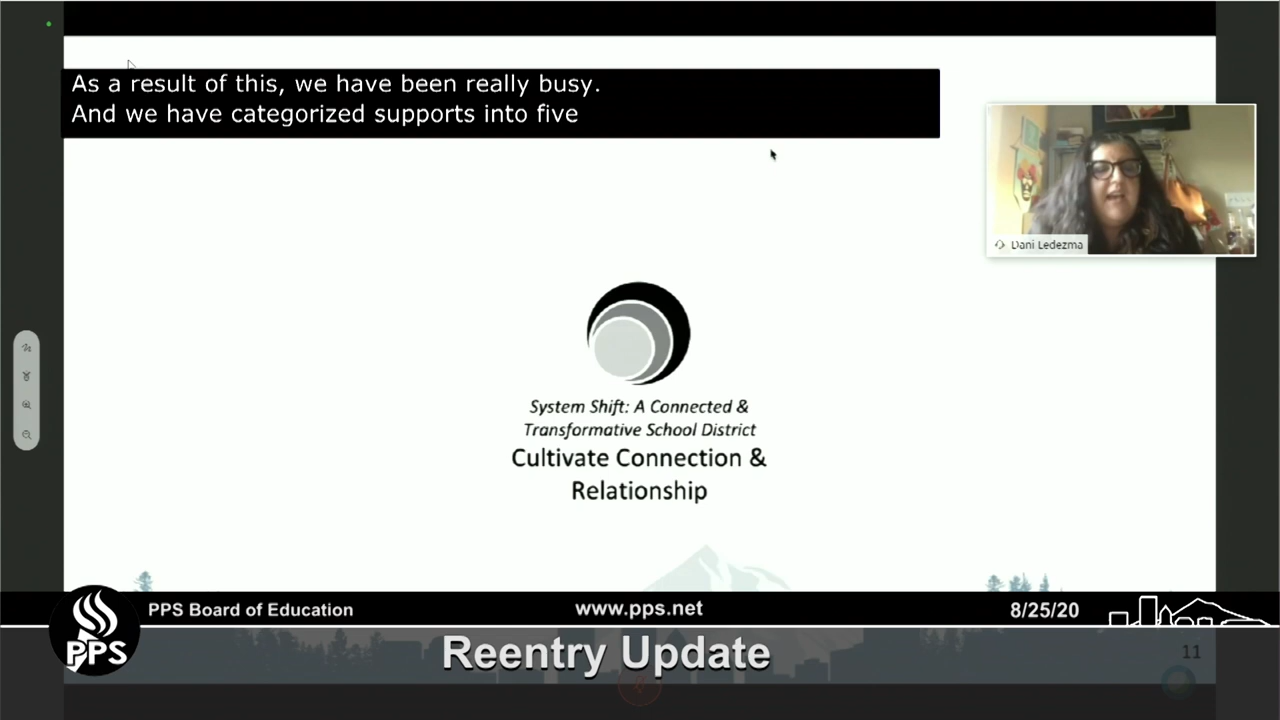 As a result of this, we have been really busy.
And we have categorized supports into five
Dani Ledezma
System Shift: A Connected &
Transformative School District
Cultivate Connection &
Relationship
PPS Board of Education
www.pps.net
8/25/20
PPS
Reentry Update
11